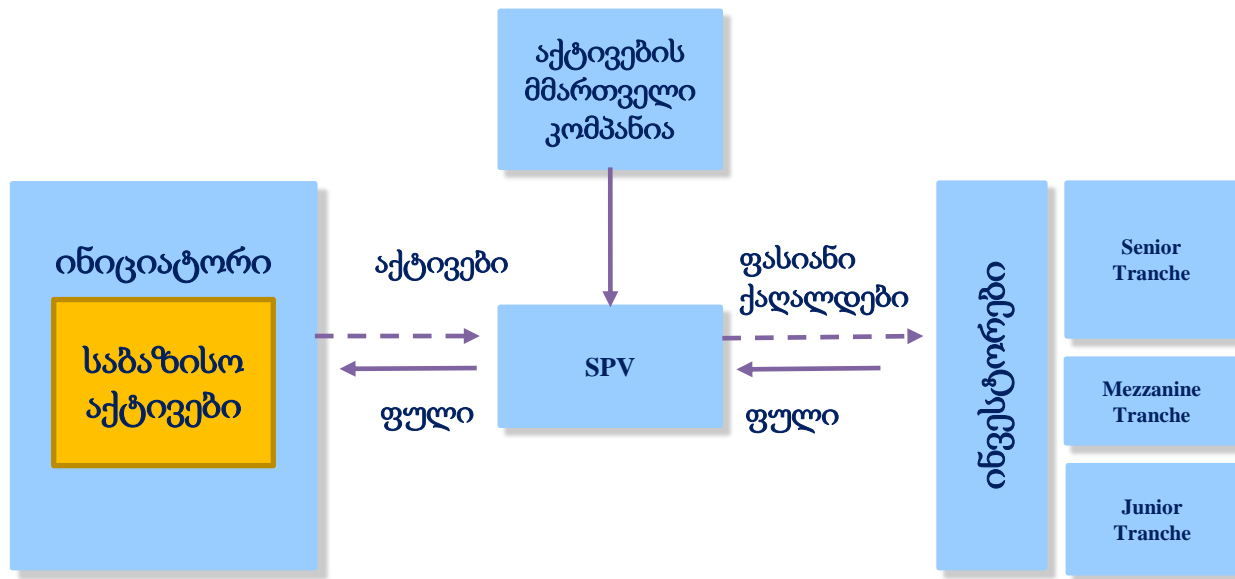 აქტივების
მმართველი
კომპანია
ინიციატორი
საბაზისო
აქტივები
აქტივები
ფული
SPV
ფასიანი
ქაღალდები
ფული
ინვესტორები
Senior
Tranche
Mezzanine
Tranche
Junior
Tranche